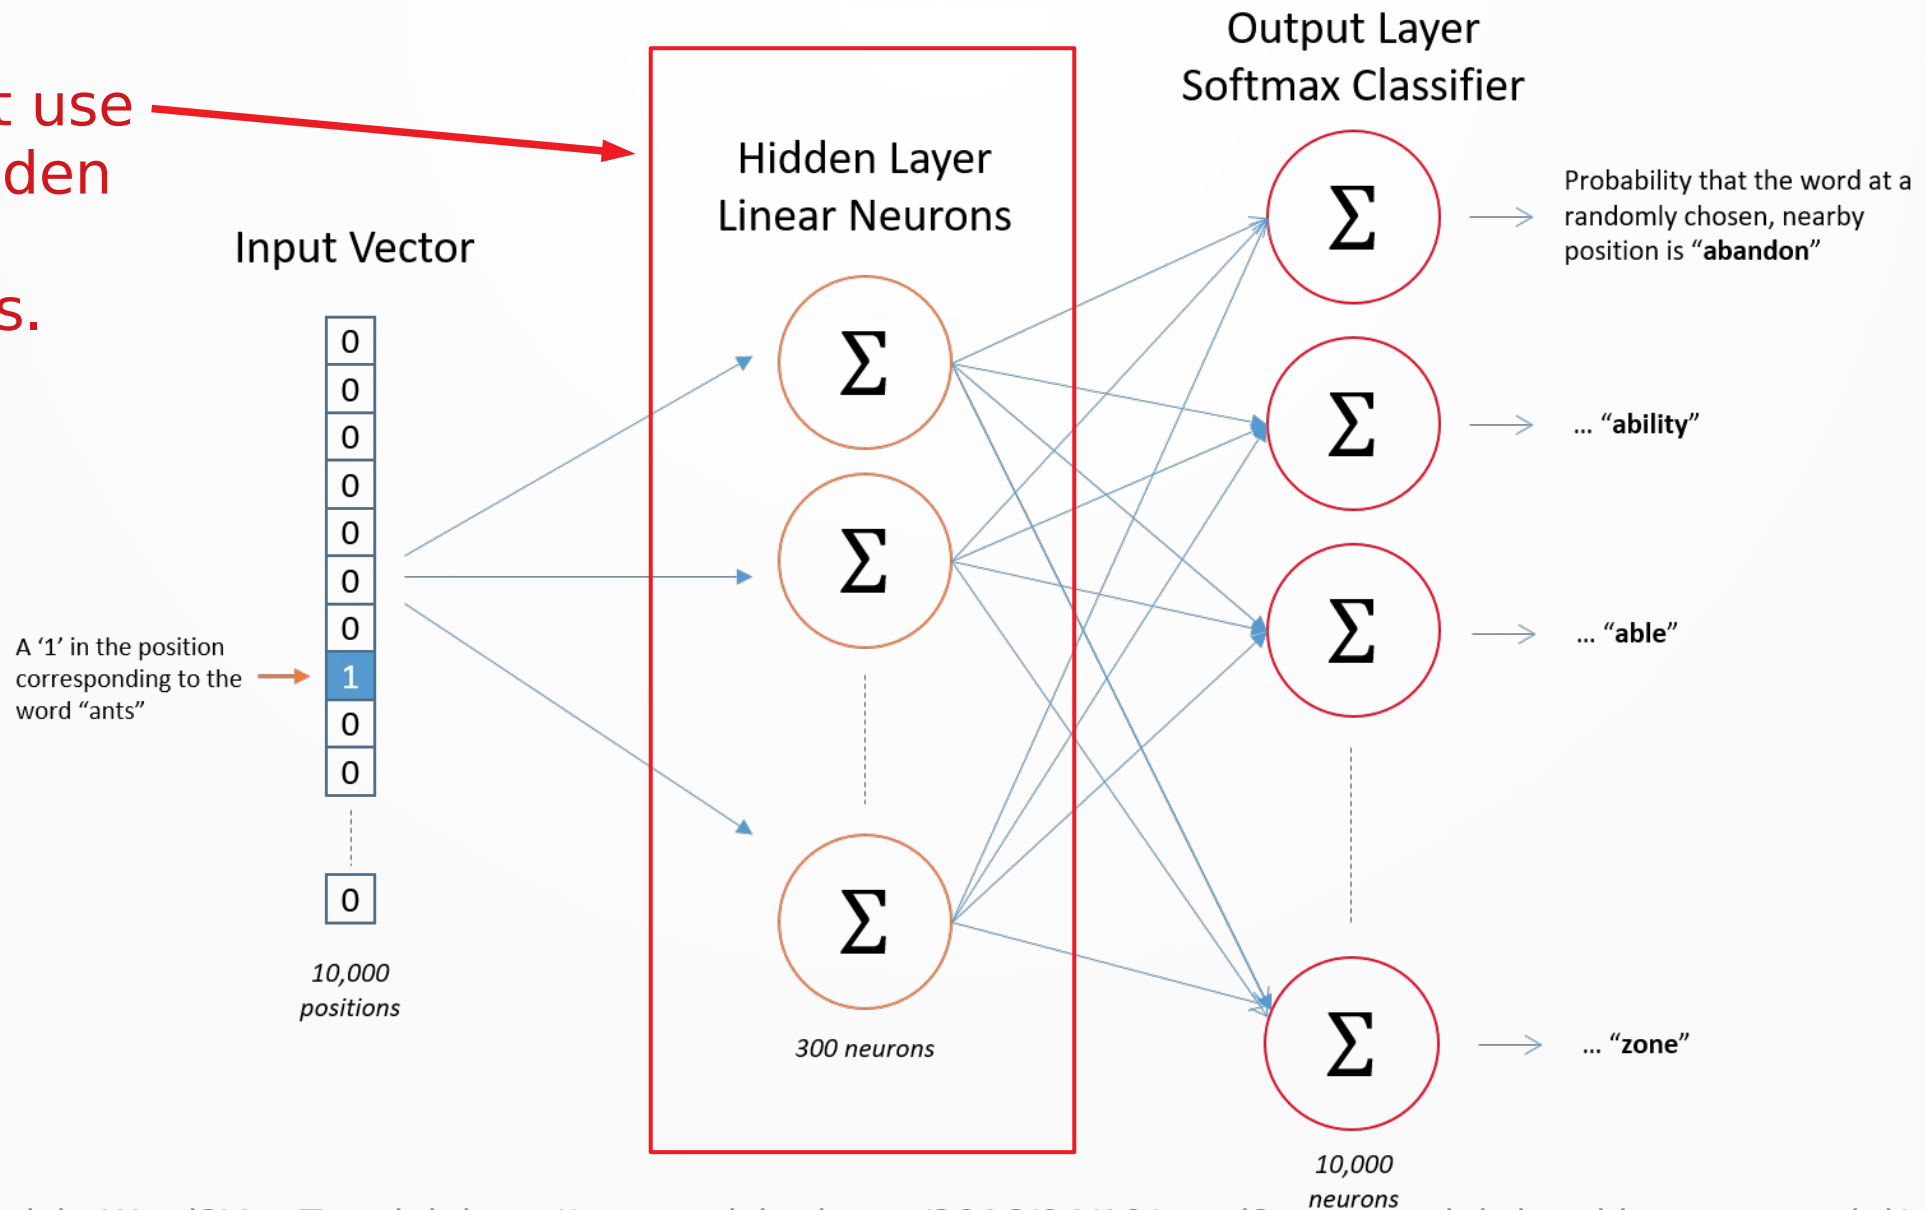 Output Layer
Softmax Classifier
t use
den
s.
Hidden Layer
Linear Neurons
Input Vector
0
0
0
0
0
0
0
1
0
0
0
A ‘1’ in the position
corresponding to the
word “ants”
10,000
positions
Σ
Σ
Σ
300 neurons
Σ
Σ
Σ
Σ
10,000
neurons
Probability that the word at a
randomly chosen, nearby
position is “abandon”
... “ability”
... “able”
... “zone”